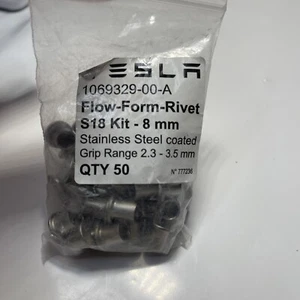 TESLA
1069329-00-A
Flow-Form-Rivet
S18 Kit - 8 mm
Stainless Steel coated
Grip Range 2.3 - 3.5 mm
QTY 50